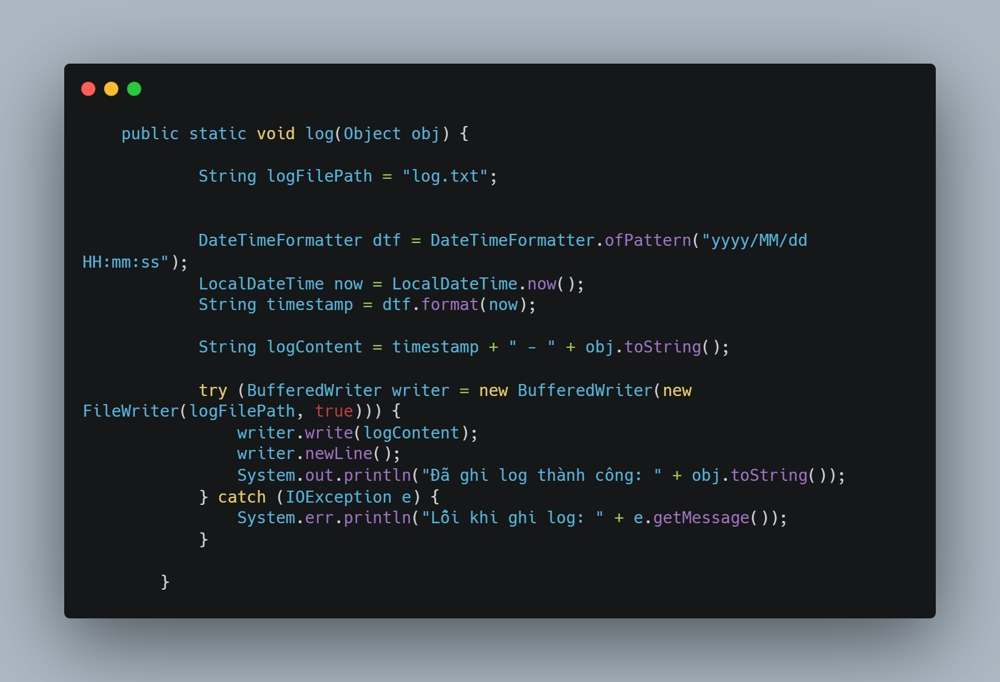 public static void log(Object obj) {
String logFilePath = "log.txt";
DateTimeFormatter dtf = DateTimeFormatter.ofPattern("yyyy/MM/dd
HH:mm:ss");
LocalDateTime now = LocalDateTime.now();
String timestamp = dtf.format(now);
String logContent = timestamp + " - " + obj.toString();
try (BufferedWriter writer = new BufferedWriter(new
FileWriter(logFilePath, true))) {
writer.write(logContent);
writer.newLine();
System.out.println("Đã ghi log thành công: " + obj.toString());
} catch (IOException e) {
System.err.println("Lỗi khi ghi log: " + e.getMessage());
}
}